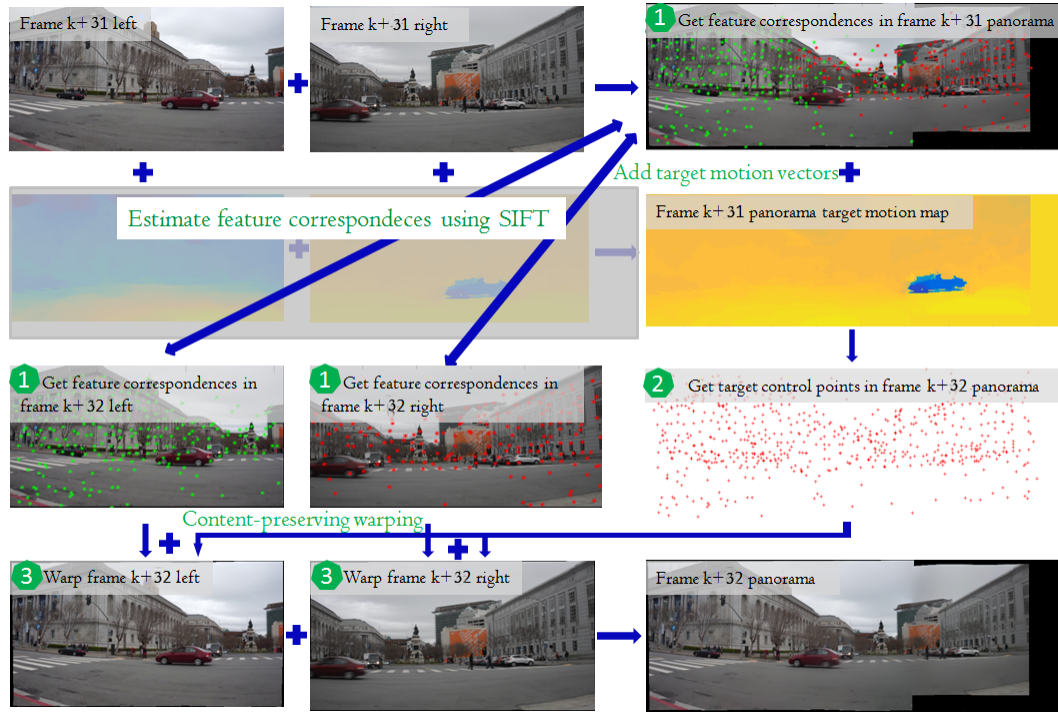 Frame k+31 left
Frame k+31 right
1 Get feature correspondences in frame k+31 panorama
Add target motion vectors
Estimate feature correspondeces using SIFT
Frame k+31 panorama target motion map
1 Get feature correspondences in
frame k+32 left
1 Get feature correspondences in
frame k+32 right
2 Get target control points in frame k+32 panorama
Content-preserving warping
3 Warp frame k+32 left
3 Warp frame k+32 right
Frame k+32 panorama